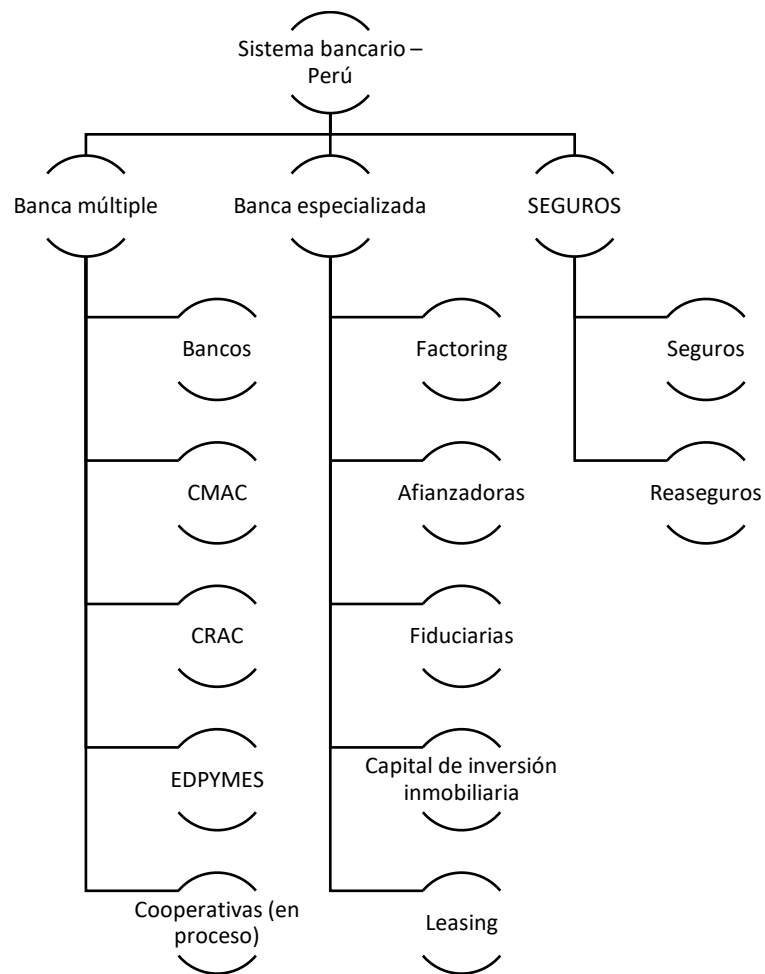 Sistema bancario –
Perú
Banca múltiple
Banca especializada
SEGUROS
Bancos
Factoring
Seguros
CMAC
Afianzadoras
Reaseguros
CRAC
Fiduciarias
EDPYMES
Capital de inversión
inmobiliaria
Cooperativas (en
proceso)
Leasing